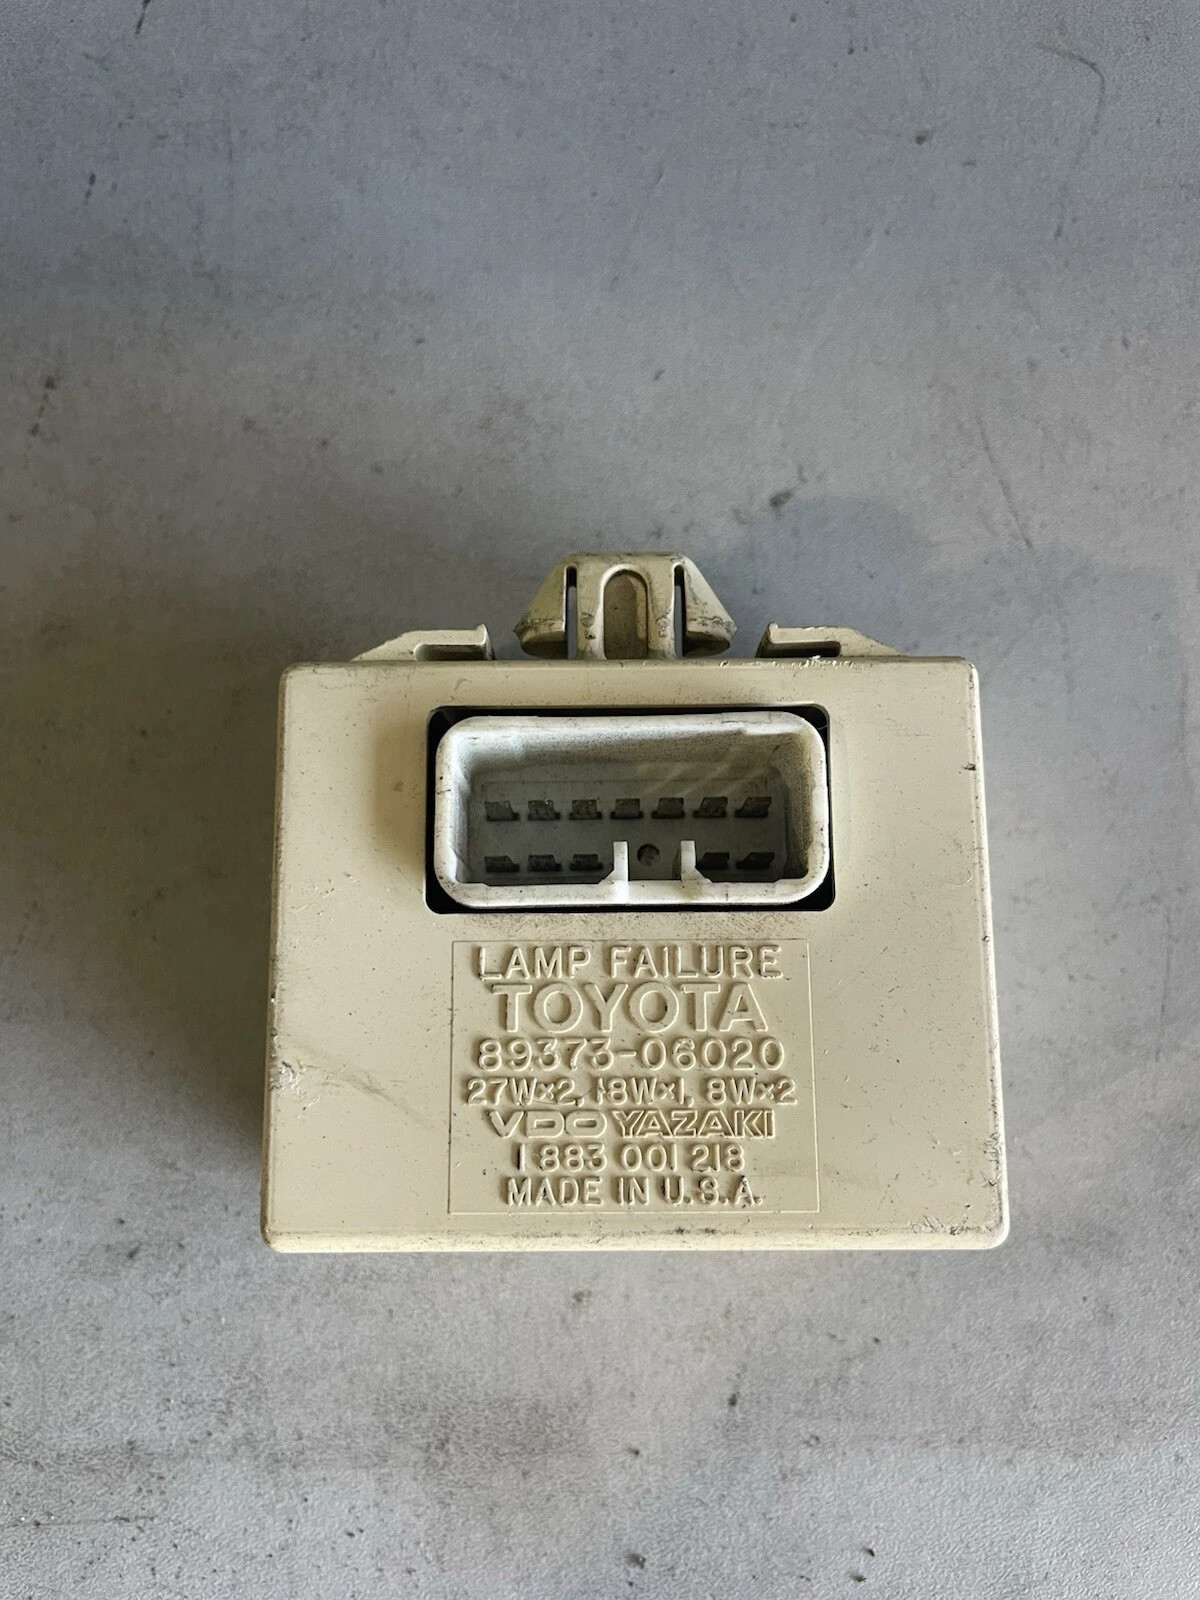 LAMP FAILURE
TOYOTA
89373-06020
27W×2, 18W×1, 8W×2
VDO YAZAKI
1 883 001 218
MADE IN U.S.A.